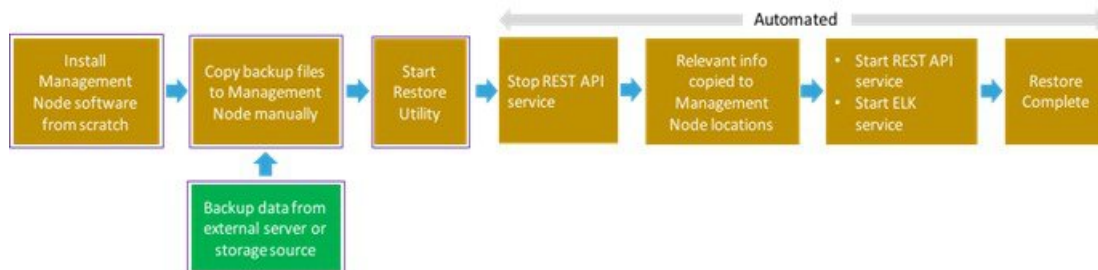 Automated
Install
Management
Node software
from scratch
Copy backup files
to Management
Node manually
Start
Restore
Utility
Stop REST API
service
Relevant info
copied to
Management
Node locations
• Start REST API
service
• Start ELK
service
Restore
Complete
Backup data from
external server or
storage source